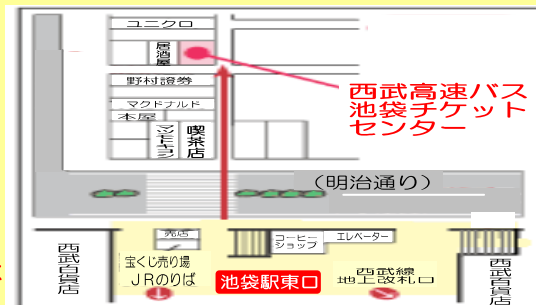 ユニクロ
居酒屋
野村證券
マクドナルド
本屋
マツモトキヨシ
喫茶店
西武高速バス
池袋チケット
センター
(明治通り)
売店
コーヒー
ショップ
エレベーター
西武百貨店
宝くじ売り場
JRのりば
池袋駅東口
西武線
地上改札口
西武百貨店